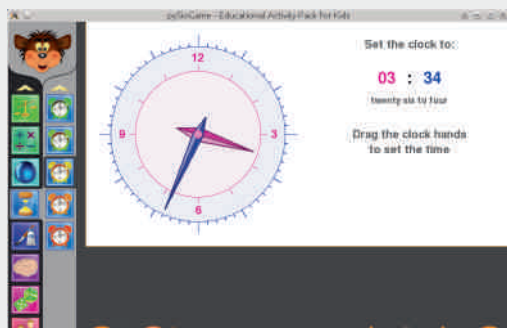 pySioGame - Educational Activity Pack for Kids
Set the clock to:
03 : 34
twenty six to four
Drag the clock hands
to set the time
12
9
3
6